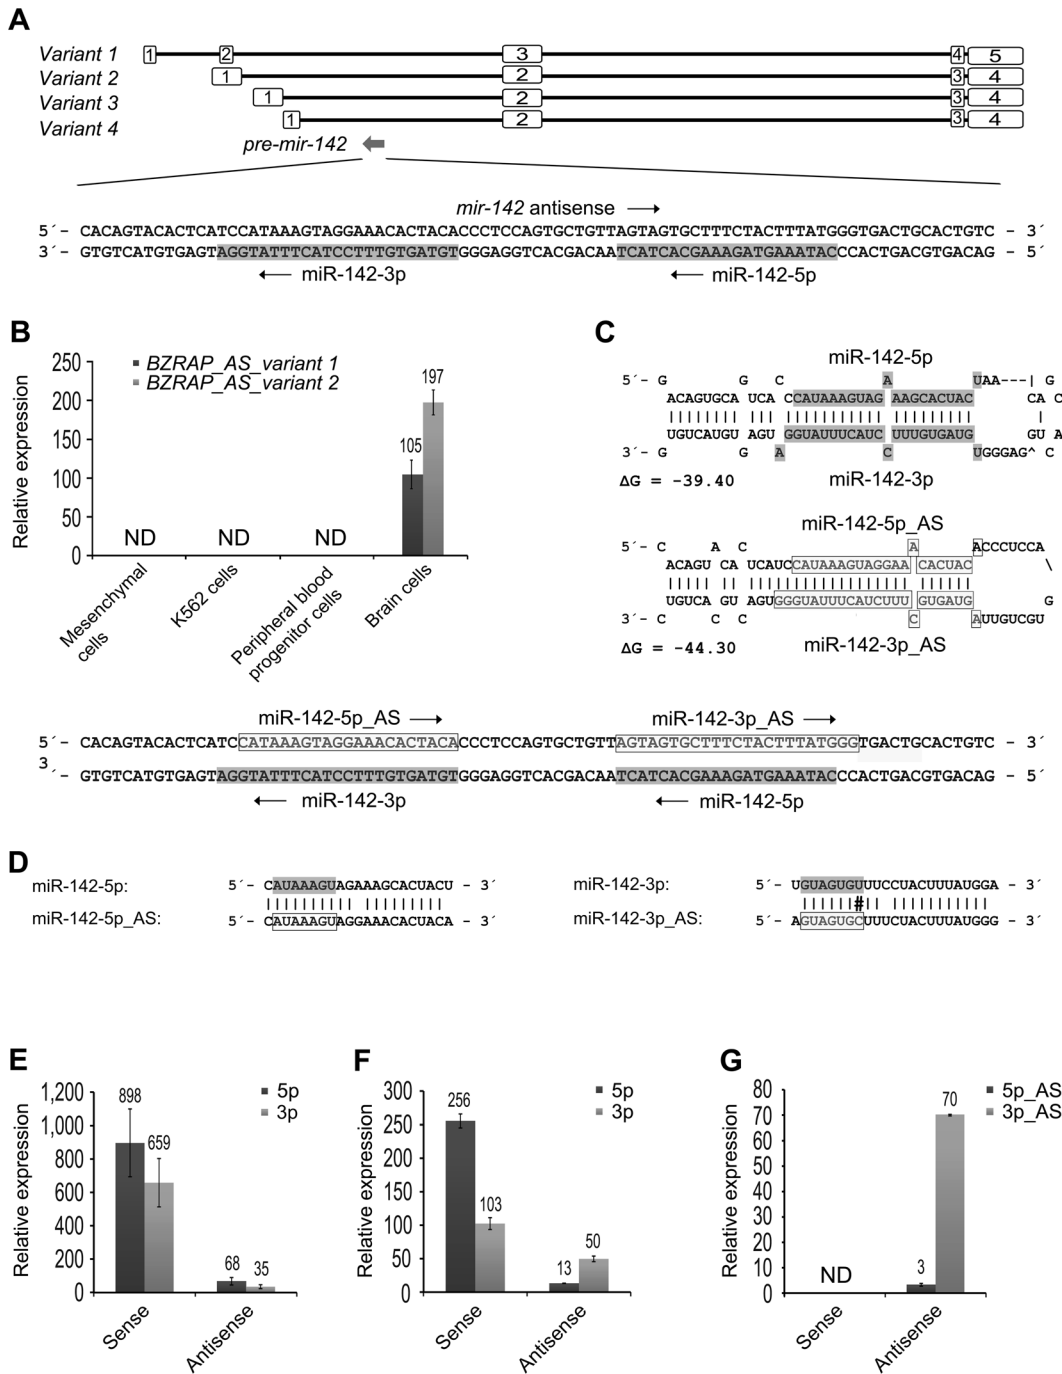 A
Variant 1 1 2 3 4 5
Variant 2 1 2 3 4
Variant 3 1 2 3 4
Variant 4 1 2 3 4
pre-mir-142
mir-142 antisense
5´- CACAGTACACTCATCCATAAAGTAGGAAACACTACACCCTCCAGTGCTGTTAGTAGTGCTTTCTACTTTATGGGTGACTGCACTGTC - 3´
3´- GTGTCATGTGAGTAGGTATTTCATCCTTTGTGATGTGGGAGGTCACGACAATCATCACGAAAGATGAAATACCCACTGACGTGACAG - 5´
miR-142-3p miR-142-5p
B
Relative expression
250
200
150
100
50
0
BZRAP_AS_variant 1
BZRAP_AS_variant 2
ND ND ND 105 197
Mesenchymal cells
K562 cells
Peripheral blood progenitor cells
Brain cells
C
miR-142-5p
5´- G G C A UAA---| G
ACAGUGCA UCA CCAUAAAGUAG AAGCACUAC CA C
UGUCAUGU AGU GGUAUUUCAUC UUUGUGAUG GU A
3´- G G A C UGGGAG^ C
ΔG = -39.40
miR-142-3p
miR-142-5p_AS
5´- C A C A ACCCUCCA
ACAGU CA UCAUCCAUAAAGUAGGAA CACUAC \
UGUCA GU AGUGGGUAUUUCAUCUUU GUGAUG G
3´- C C C C AUUGUCGU
ΔG = -44.30
miR-142-3p_AS
miR-142-5p_AS miR-142-3p_AS
5´- CACAGTACACTCATCCATAAAGTAGGAAACACTACACCCTCCAGTGCTGTTAGTAGTGCTTTCTACTTTATGGGTGACTGCACTGTC - 3´
3
´- GTGTCATGTGAGTAGGTATTTCATCCTTTGTGATGTGGGAGGTCACGACAATCATCACGAAAGATGAAATACCCACTGACGTGACAG - 5´
miR-142-3p miR-142-5p
D
miR-142-5p: 5´- CAUAAAGUAGAAAGCACUACU - 3´
miR-142-5p_AS: 5´- CAUAAAGUAGGAAACACUACA - 3´
miR-142-3p: 5´- UGUAGUGUUUCCUACUUUAUGGA - 3´
#
miR-142-3p_AS: 5´- AGUAGUGCUUUCUACUUUAUGGG - 3´
E
Relative expression
1,200
1,000
800
600
400
200
0
5p
3p
898 659 68 35
Sense Antisense
F
Relative expression
300
250
200
150
100
50
0
5p
3p
256 103 13 50
Sense Antisense
G
Relative expression
80
70
60
50
40
30
20
10
0
5p_AS
3p_AS
ND 3 70
Sense Antisense